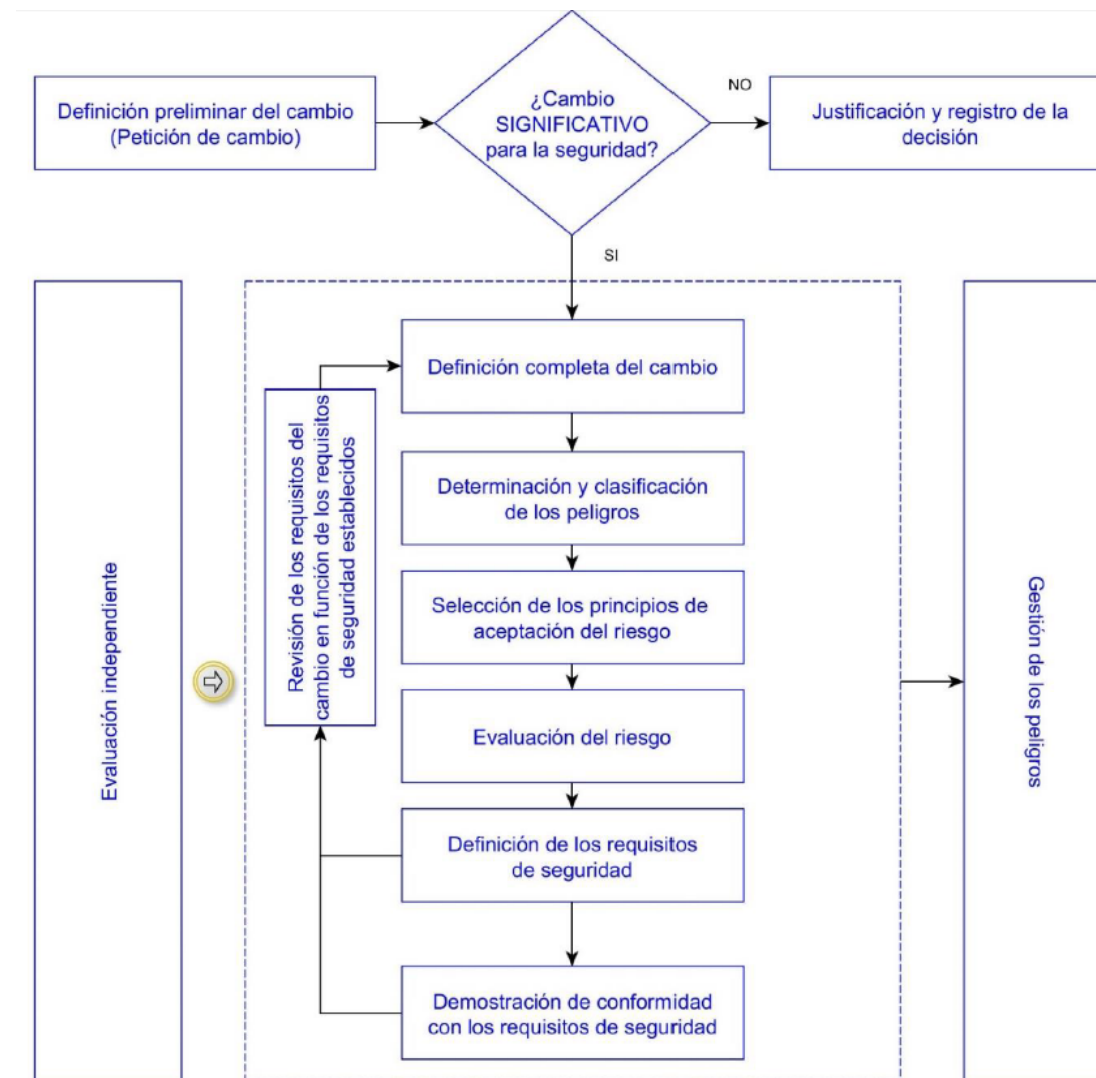 Definición preliminar del cambio
(Petición de cambio)
¿Cambio
SIGNIFICATIVO
para la seguridad?
NO
Justificación y registro de la
decisión
SI
Evaluación independiente
Revisión de los requisitos del
cambio en función de los requisitos
de seguridad establecidos
Definición completa del cambio
Determinación y clasificación
de los peligros
Selección de los principios de
aceptación del riesgo
Evaluación del riesgo
Definición de los requisitos
de seguridad
Demostración de conformidad
con los requisitos de seguridad
Gestión de los peligros